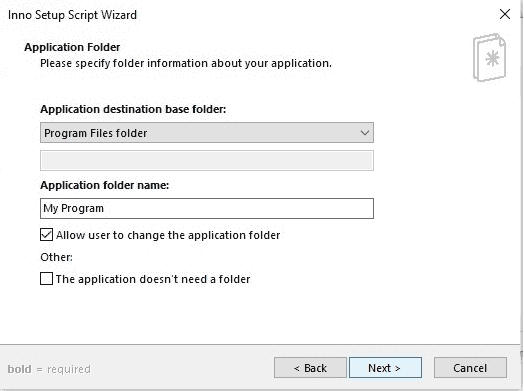 Inno Setup Script Wizard
Application Folder
Please specify folder information about your application.
Application destination base folder:
Program Files folder
Application folder name:
My Program
Allow user to change the application folder
Other:
The application doesn't need a folder
bold = required
< Back
Next >
Cancel